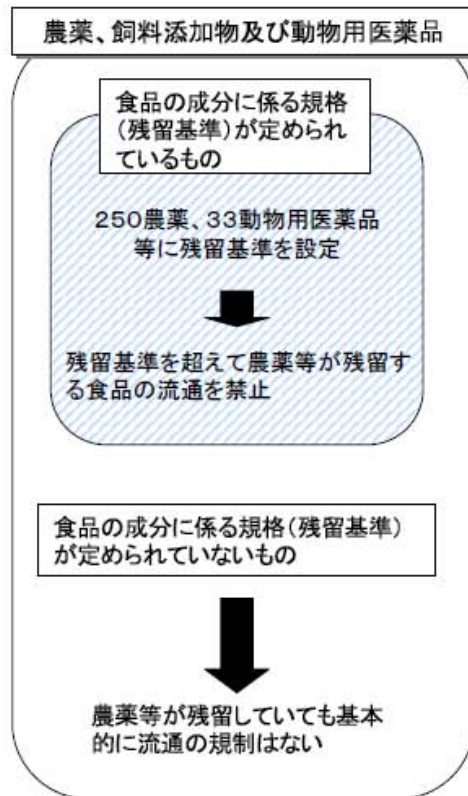 農薬、飼料添加物及び動物用医薬品
食品の成分に係る規格
(残留基準)が定められ
ているもの
250農薬、33動物用医薬品
等に残留基準を設定
残留基準を超えて農薬等が残留す
る食品の流通を禁止
食品の成分に係る規格(残留基準)
が定められていないもの
農薬等が残留していても基本
的に流通の規制はない